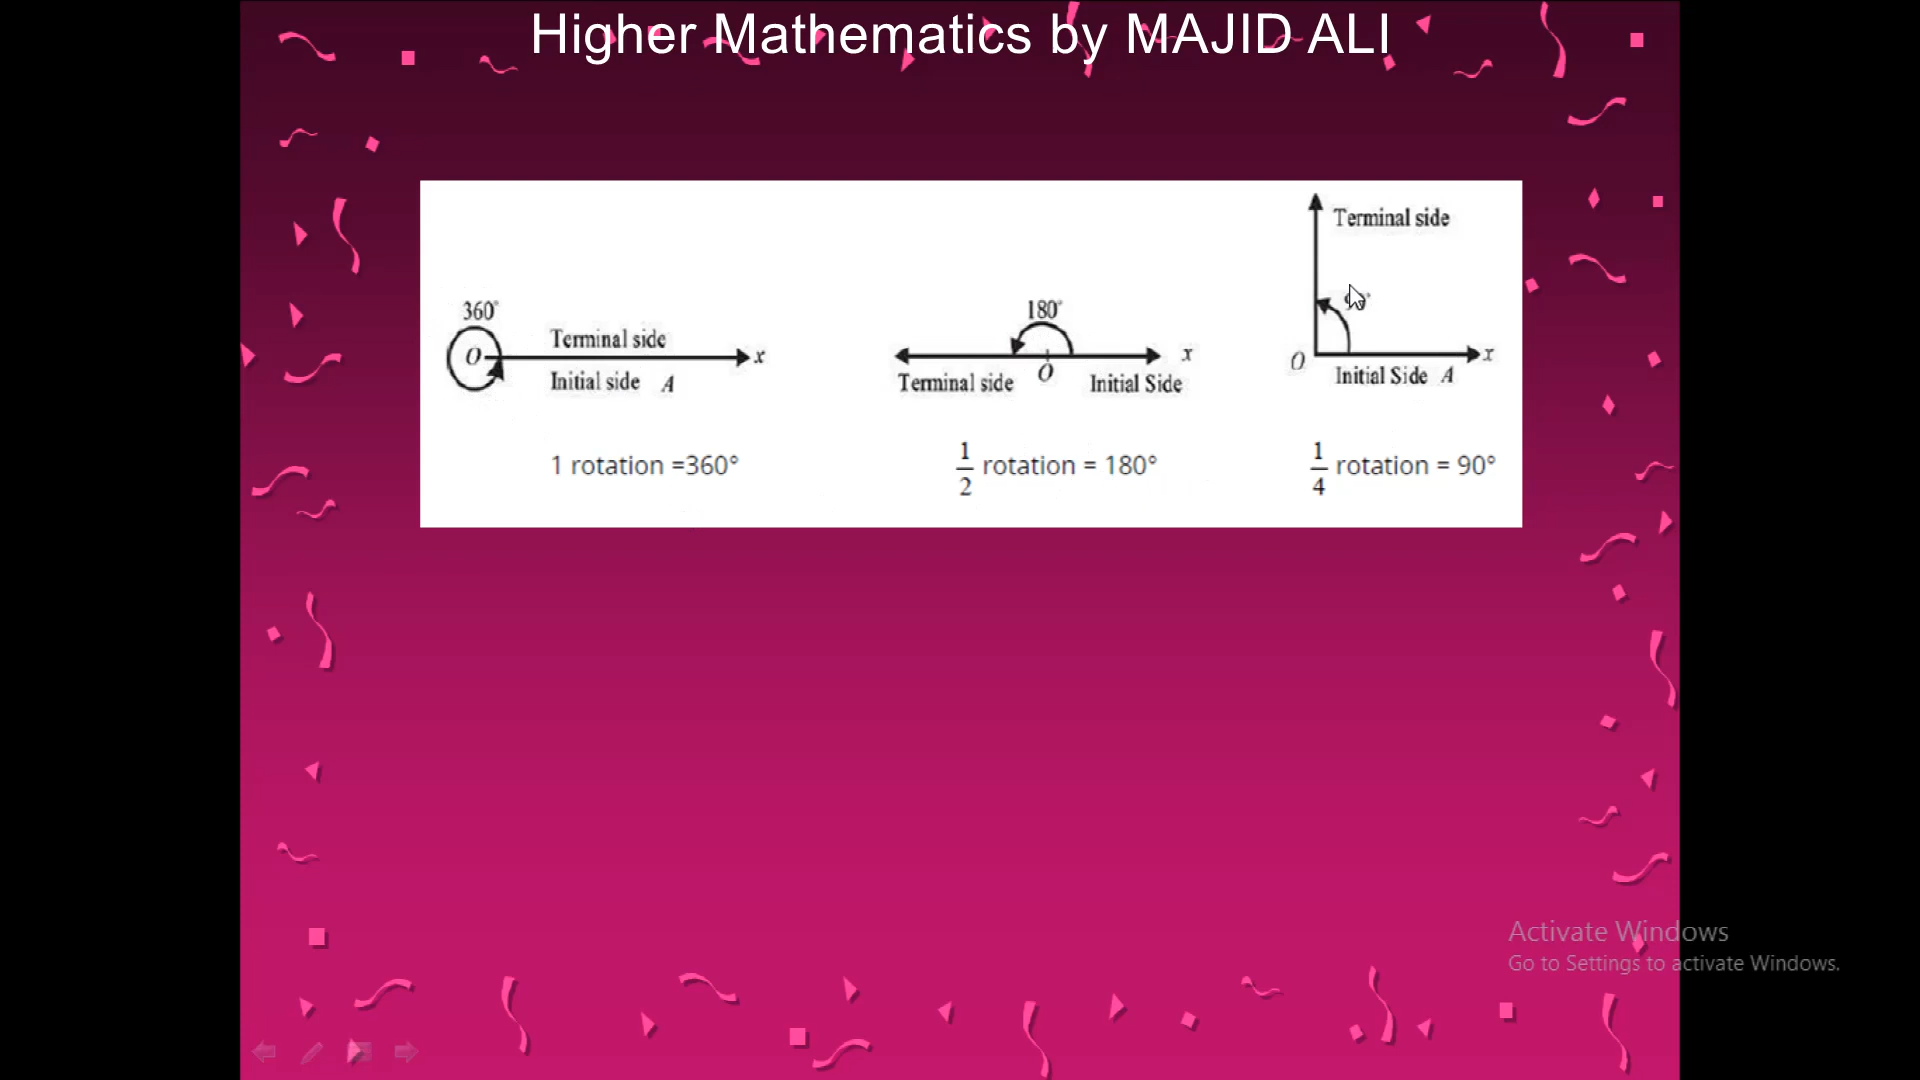 Higher Mathematics by MAJID ALI
360°
O
Terminal side
x
Initial side A
1 rotation =360°
180°
x
Terminal side
O
Initial Side
1/2 rotation = 180°
Terminal side
O
x
Initial Side A
1/4 rotation = 90°
Activate Windows
Go to Settings to activate Windows.